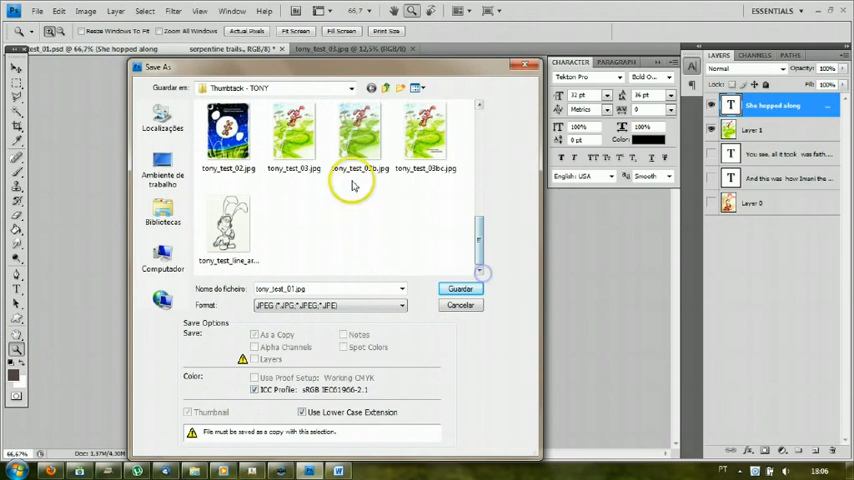 Ps File Edit Image Layer Select Filter View Window Help 66,7 ESSENTIALS
Resize Windows To Fit Zoom All Windows Actual Pixels Fit Screen Fill Screen Print Size
test_01.psd @ 66,7% (She hopped along serpentine trails., RGB/8) * tony_test_03.jpg @ 12,5% (RGB/8)
Save As
Guardar em: Thumbtack - TONY
Localizações
Ambiente de trabalho
Bibliotecas
Computador
tony_test_02.jpg tony_test_03.jpg tony_test_03b.jpg tony_test_03bc.jpg
tony_test_line_ar...
Nome do ficheiro: tony_test_01.jpg Guardar
Format: JPEG (*.JPG;*.JPEG;*.JPE) Cancelar
Save Options
Save: As a Copy Notes
Alpha Channels Spot Colors
Layers
Color: Use Proof Setup: Working CMYK
ICC Profile: sRGB IEC61966-2.1
Thumbnail Use Lower Case Extension
File must be saved as a copy with this selection.
CHARACTER PARAGRAPH
Tekton Pro Bold O...
32 pt 36 pt
Metrics 0
100% 100%
0 pt Color:
T T TT Tr T T T T
English: USA Smooth
LAYERS CHANNELS PATHS
Normal Opacity: 100%
Lock: Fill: 100%
T She hopped along ...
Layer 1
T You see, all it took was fath...
T And this was how Imani the ...
Layer 0
66,67% Doc: 1,37M/4,30M
PT 18:06